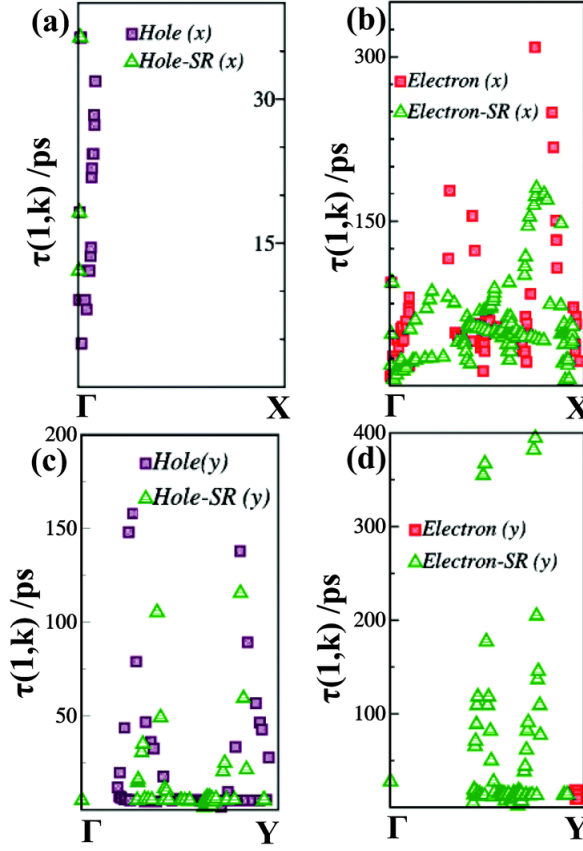 (a)
Hole (x)
Hole-SR (x)
τ(1,k) /ps
30
15
Γ
X
(b)
300
Electron (x)
Electron-SR (x)
τ(1,k) /ps
150
Γ
X
(c)
200
Hole(y)
Hole-SR (y)
τ(1,k) /ps
150
100
50
Γ
Y
(d)
400
Electron (y)
Electron-SR (y)
τ(1,k) /ps
300
200
100
Γ
Y